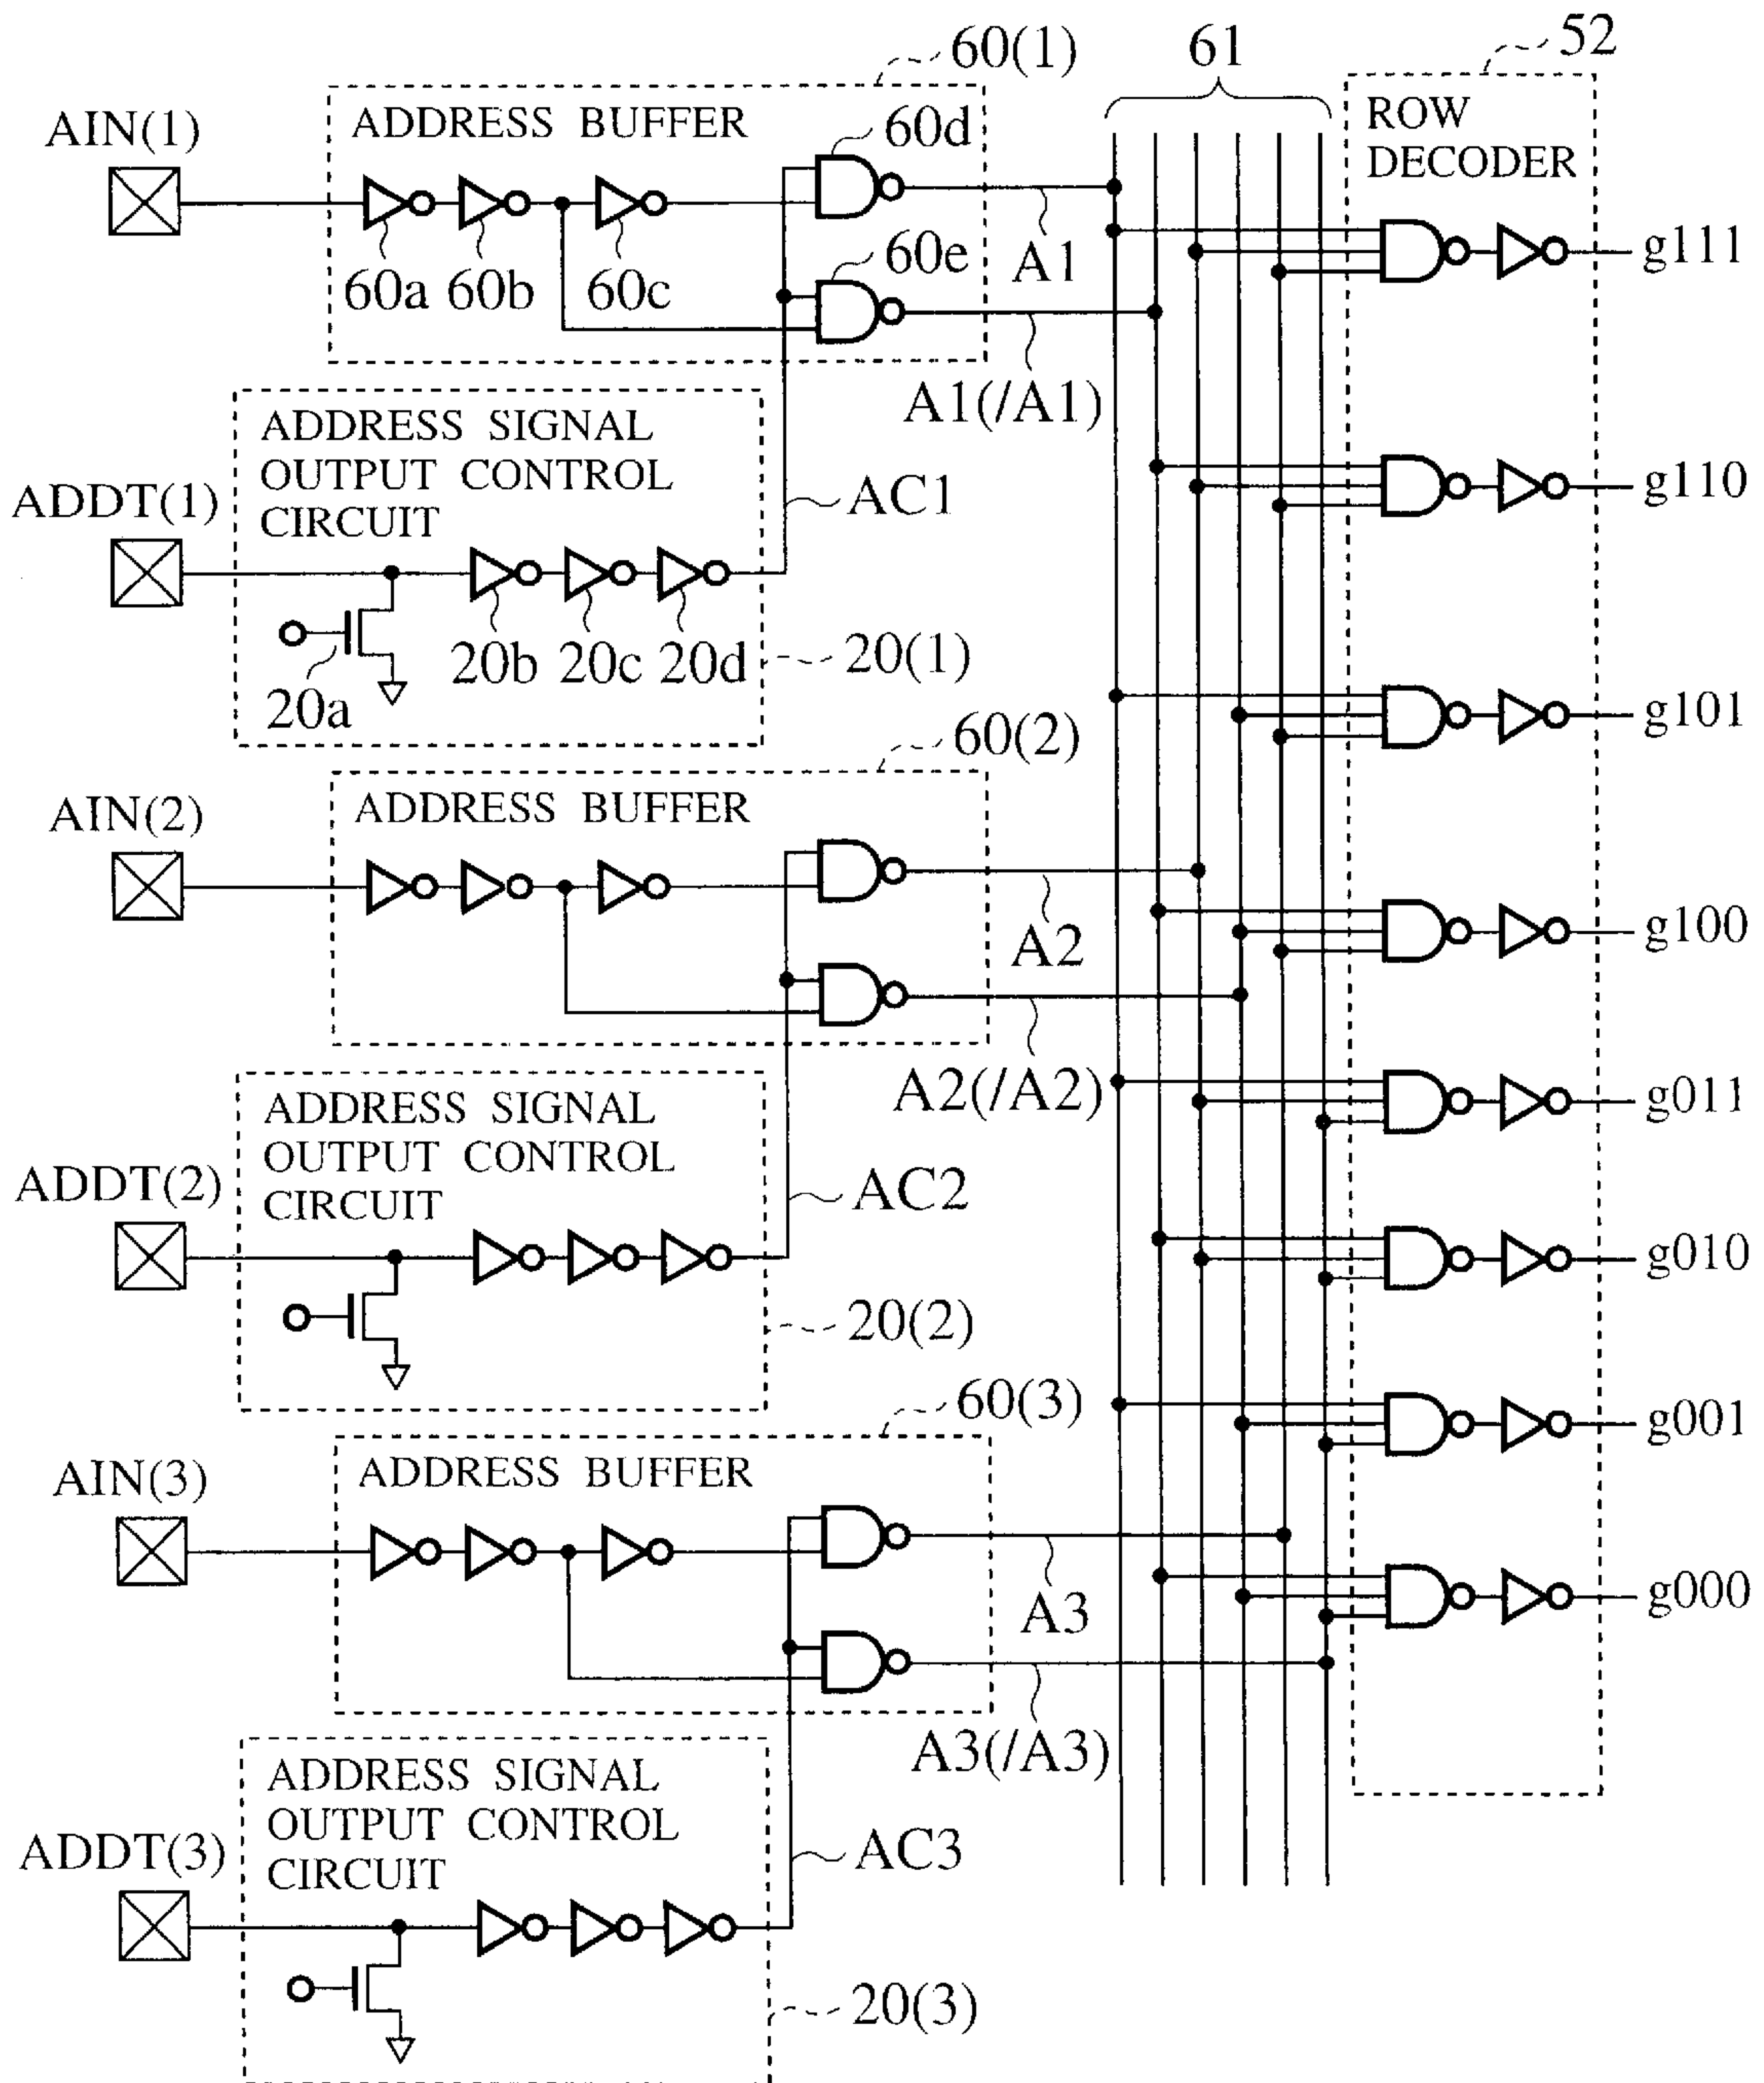 60(1)
61
52
AIN(1)
ADDRESS BUFFER
60d
ROW
DECODER
60a
60b
60c
60e
A1
g111
A1(/A1)
ADDRESS SIGNAL
OUTPUT CONTROL
CIRCUIT
ADDT(1)
AC1
g110
20a
20b
20c
20d
20(1)
g101
60(2)
AIN(2)
ADDRESS BUFFER
A2
g100
A2(/A2)
g011
ADDRESS SIGNAL
OUTPUT CONTROL
CIRCUIT
ADDT(2)
AC2
g010
20(2)
60(3)
g001
AIN(3)
ADDRESS BUFFER
A3
g000
A3(/A3)
ADDRESS SIGNAL
OUTPUT CONTROL
CIRCUIT
ADDT(3)
AC3
20(3)